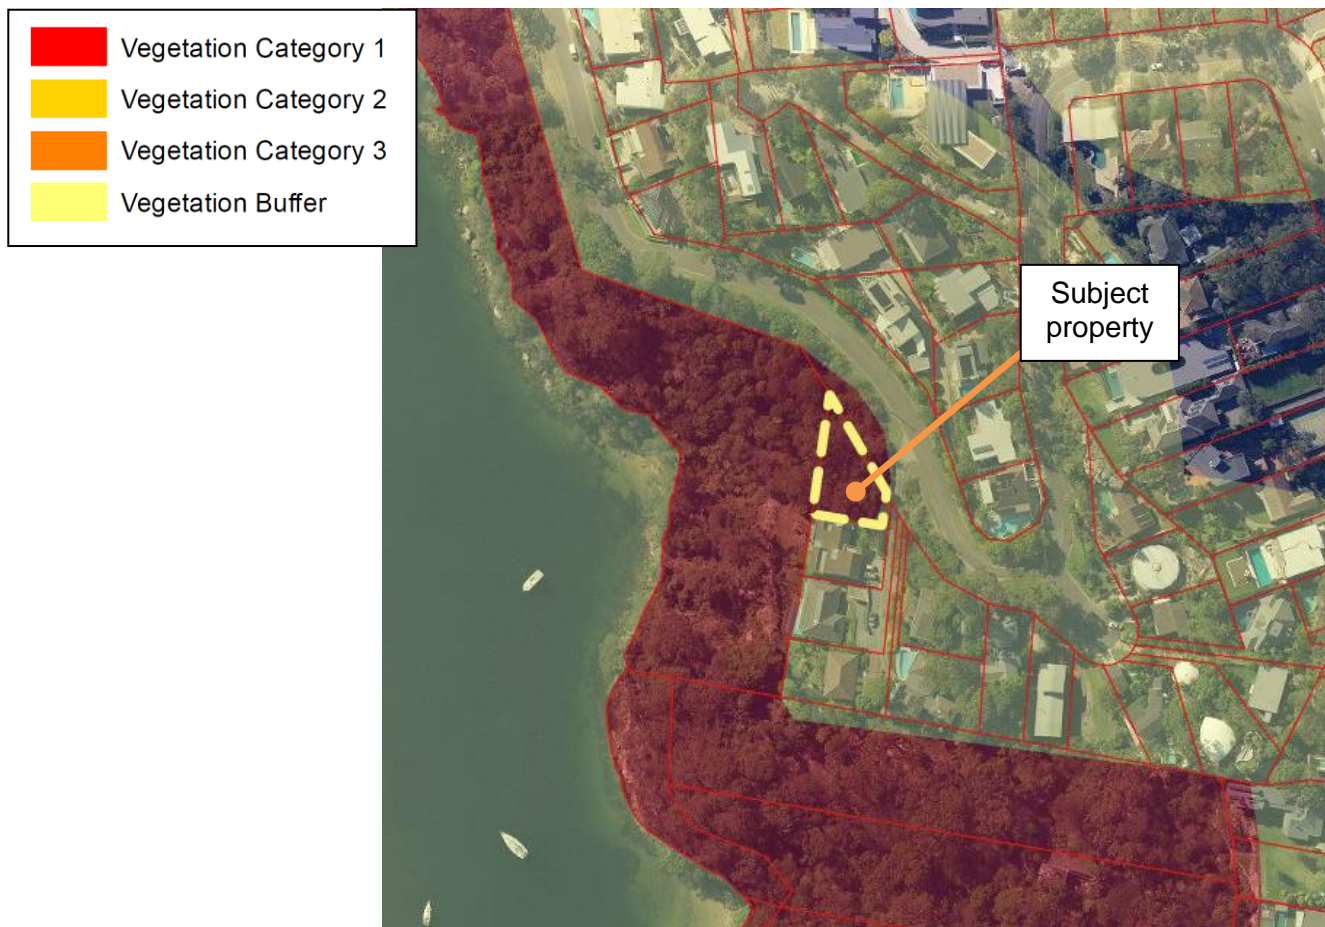 Vegetation Category 1
Vegetation Category 2
Vegetation Category 3
Vegetation Buffer
Subject
property